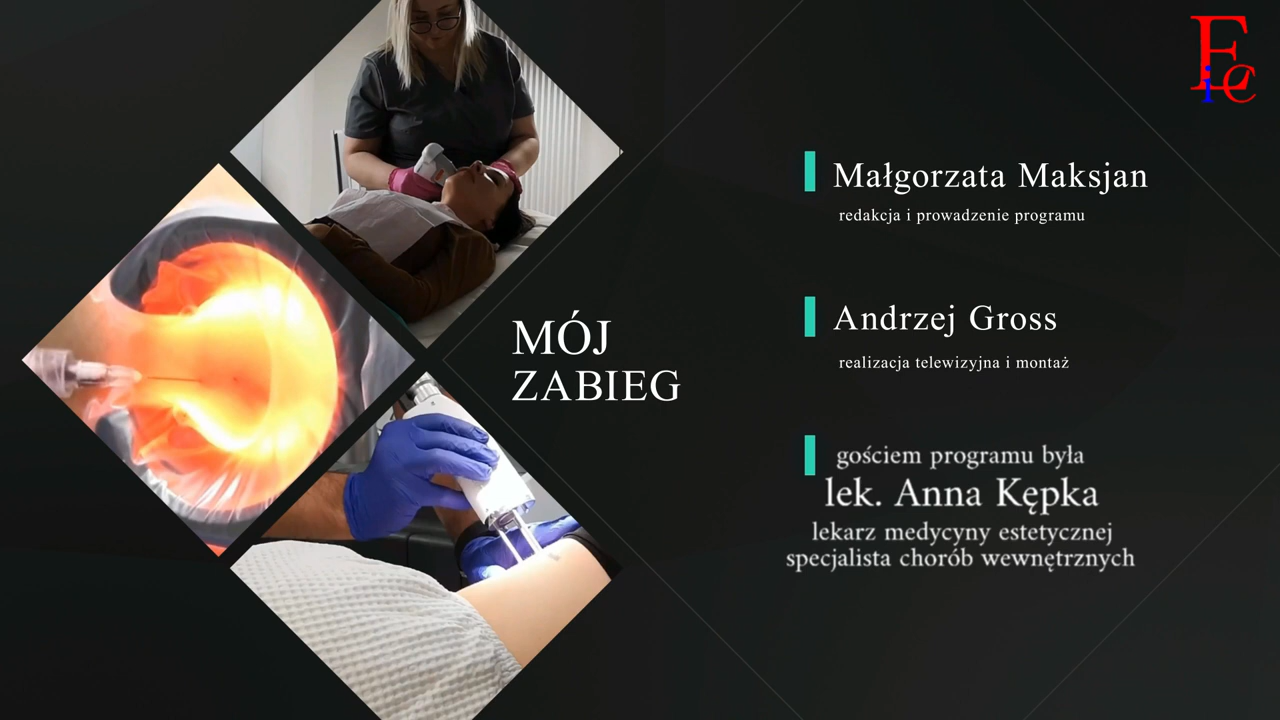 MÓJ
ZABIEG
EiC
Małgorzata Maksjan
redakcja i prowadzenie programu
Andrzej Gross
realizacja telewizyjna i montaż
gościem programu była
lek. Anna Kępka
lekarz medycyny estetycznej
specjalista chorób wewnętrznych